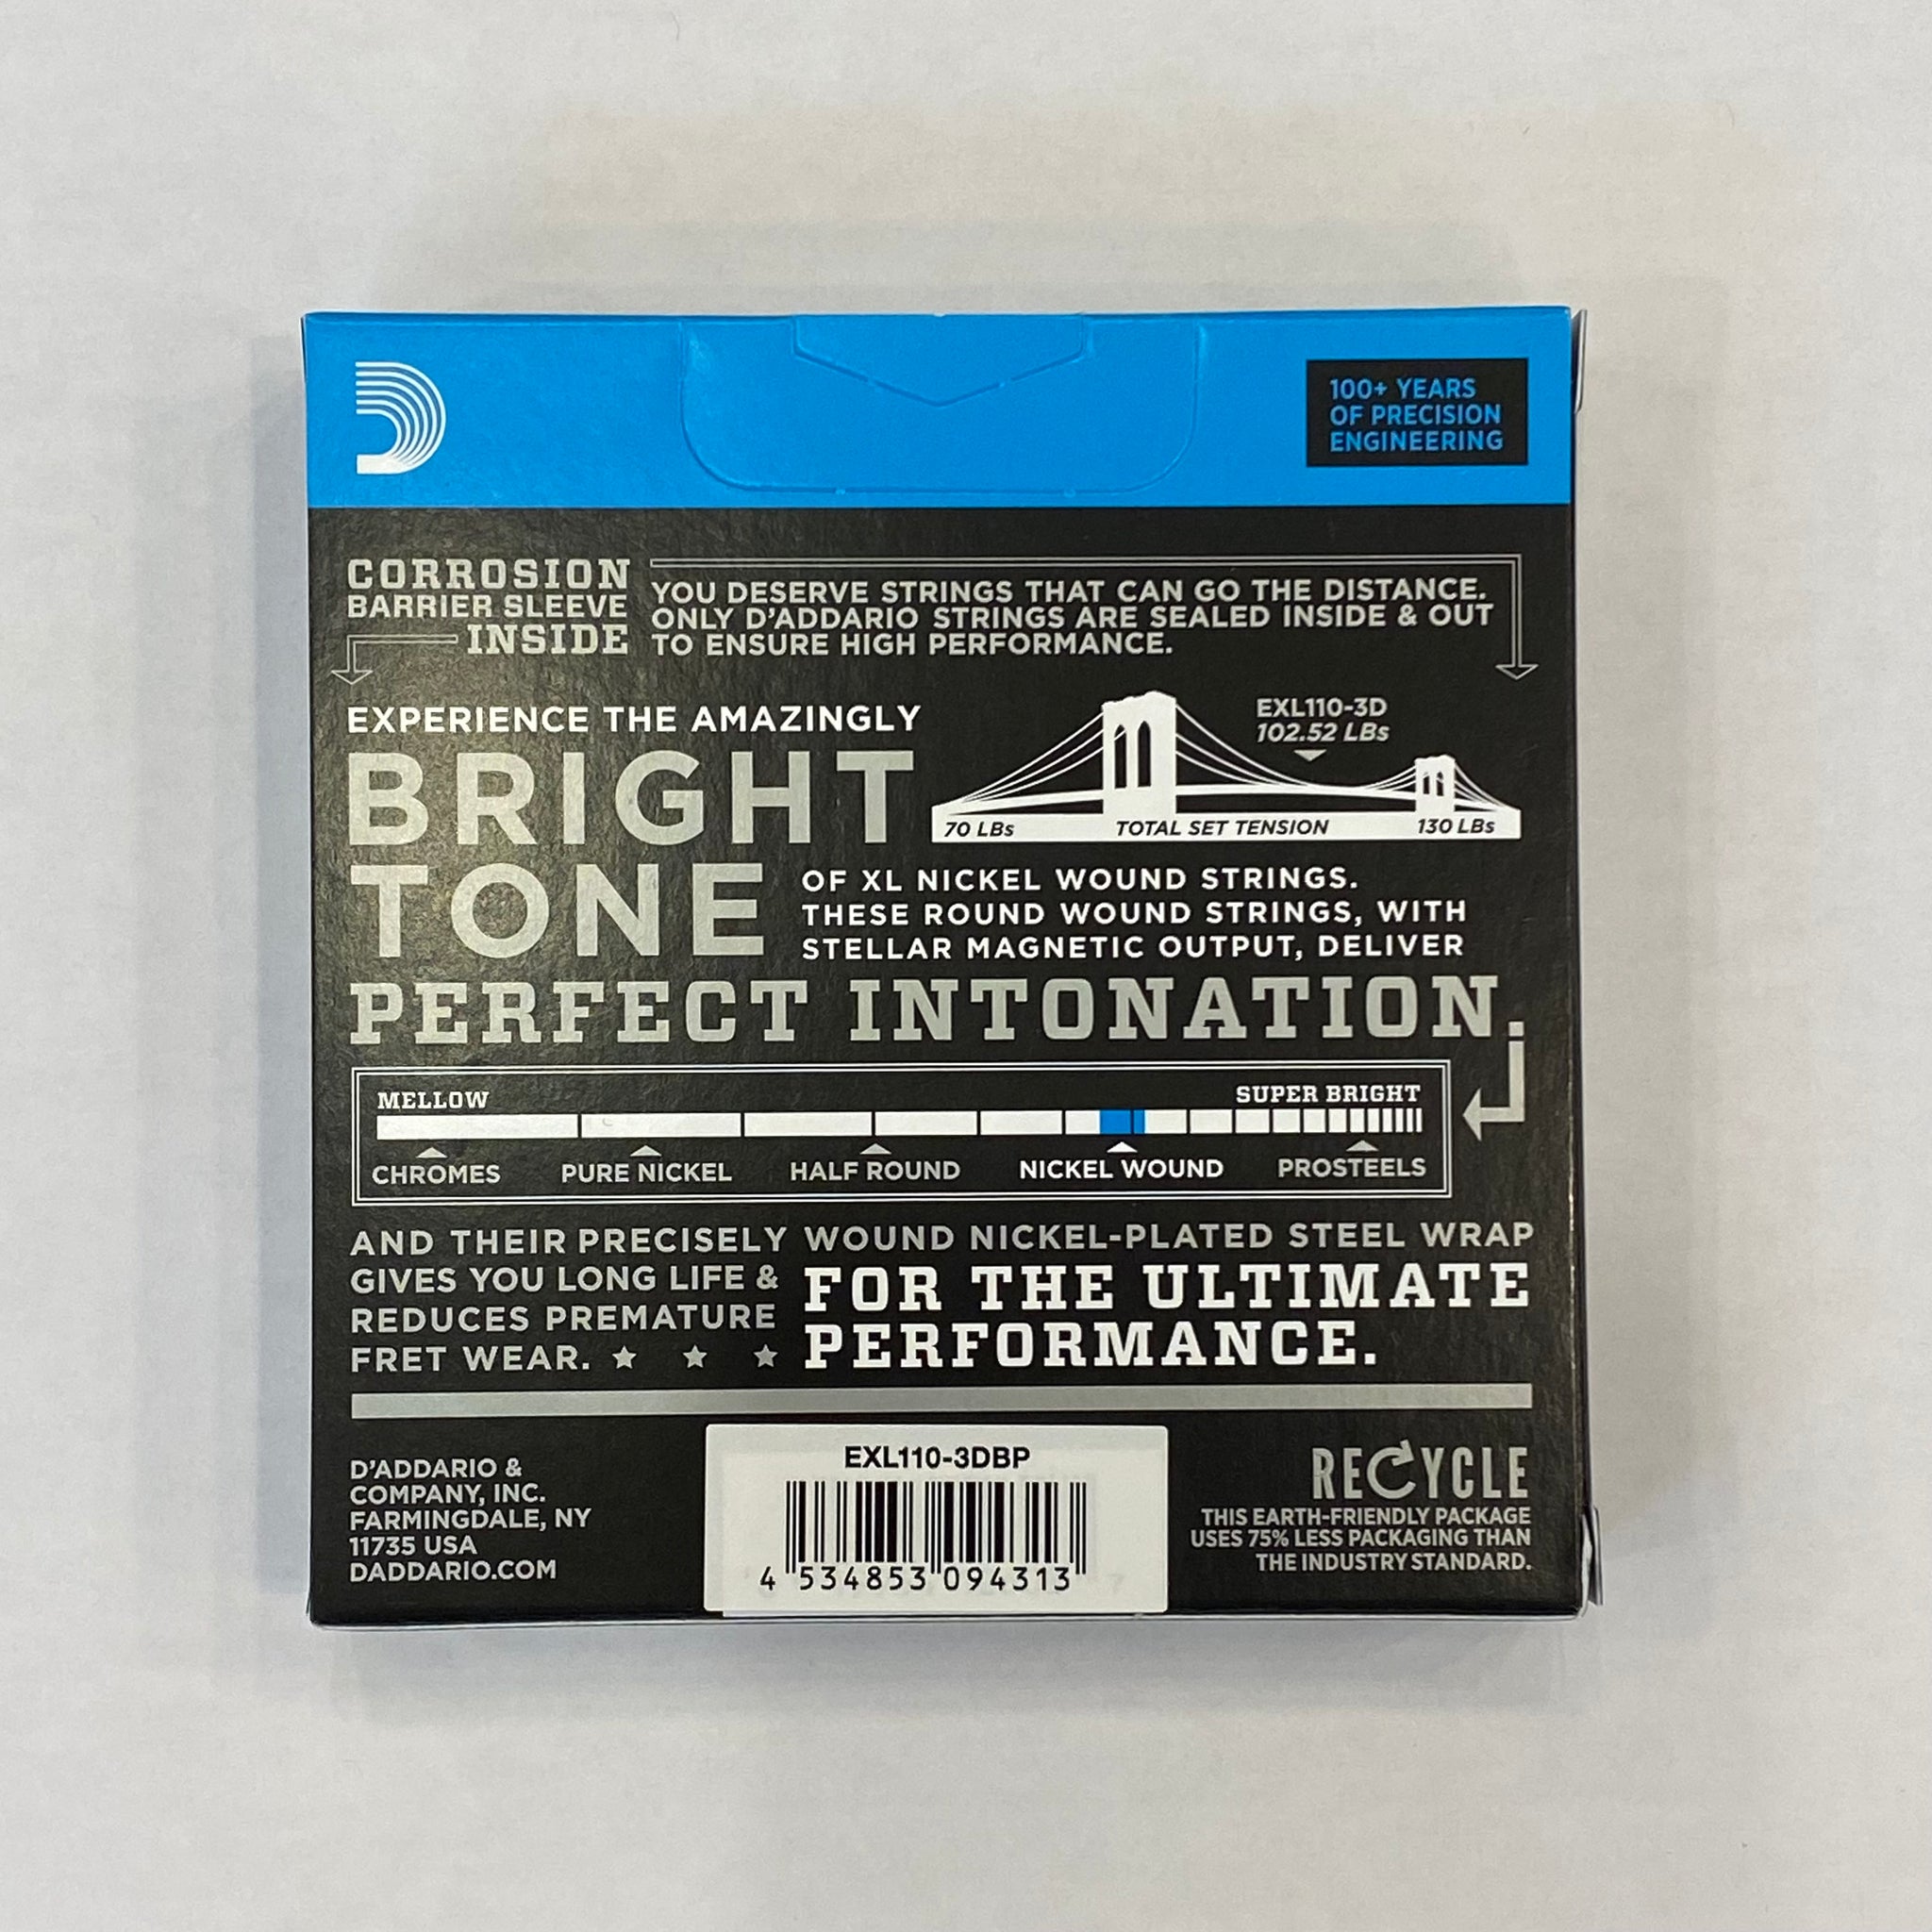 100+ YEARS
OF PRECISION
ENGINEERING
CORROSION
BARRIER SLEEVE
INSIDE
YOU DESERVE STRINGS THAT CAN GO THE DISTANCE.
ONLY D'ADDARIO STRINGS ARE SEALED INSIDE & OUT
TO ENSURE HIGH PERFORMANCE.
EXPERIENCE THE AMAZINGLY
BRIGHT
TONE
EXL110-3D
102.52 LBs
70 LBs TOTAL SET TENSION 130 LBs
OF XL NICKEL WOUND STRINGS.
THESE ROUND WOUND STRINGS, WITH
STELLAR MAGNETIC OUTPUT, DELIVER
PERFECT INTONATION.
MELLOW SUPER BRIGHT
CHROMES PURE NICKEL HALF ROUND NICKEL WOUND PROSTEELS
AND THEIR PRECISELY WOUND NICKEL-PLATED STEEL WRAP
GIVES YOU LONG LIFE &
REDUCES PREMATURE
FRET WEAR.
FOR THE ULTIMATE
PERFORMANCE.
D'ADDARIO &
COMPANY, INC.
FARMINGDALE, NY
11735 USA
DADDARIO.COM
EXL110-3DBP
4 534853 094313
RECYCLE
THIS EARTH-FRIENDLY PACKAGE
USES 75% LESS PACKAGING THAN
THE INDUSTRY STANDARD.